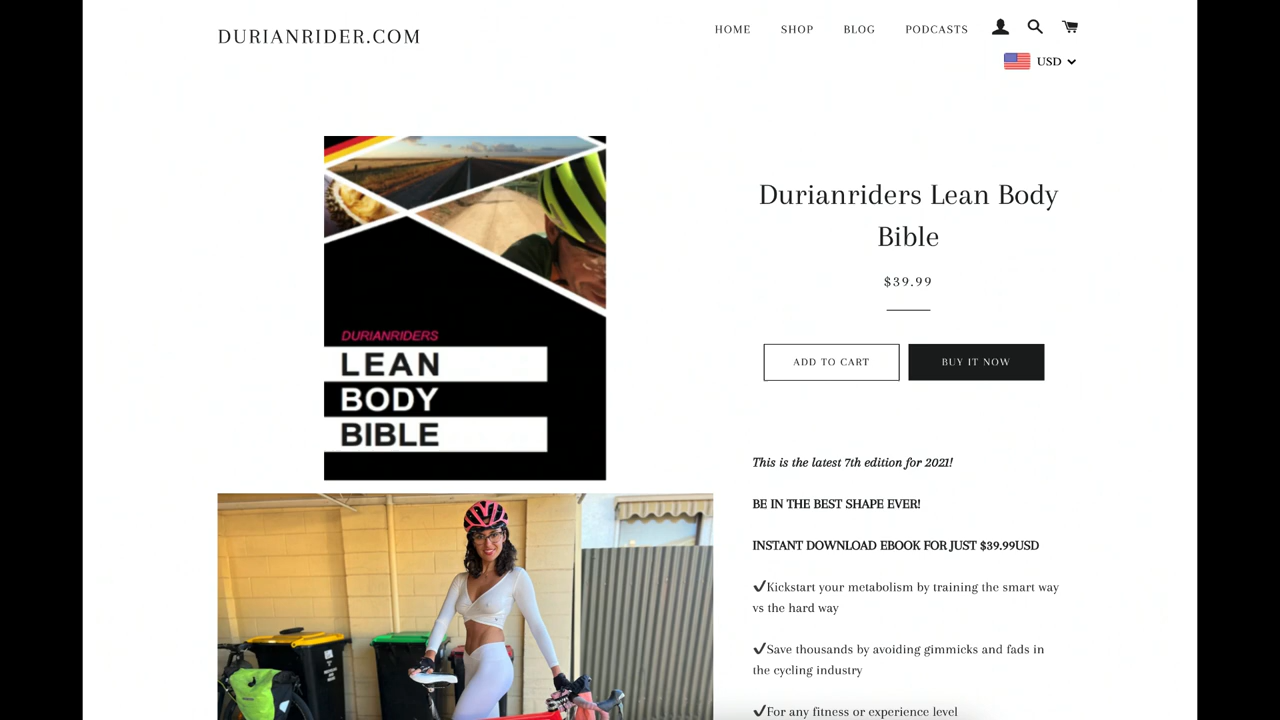 DURIANRIDER.COM
HOME SHOP BLOG PODCASTS
USD
DURIANRIDERS
LEAN
BODY
BIBLE
Durianriders Lean Body
Bible
$39.99
ADD TO CART BUY IT NOW
This is the latest 7th edition for 2021!
BE IN THE BEST SHAPE EVER!
INSTANT DOWNLOAD EBOOK FOR JUST $39.99USD
✔Kickstart your metabolism by training the smart way
vs the hard way
✔Save thousands by avoiding gimmicks and fads in
the cycling industry
✔For any fitness or experience level